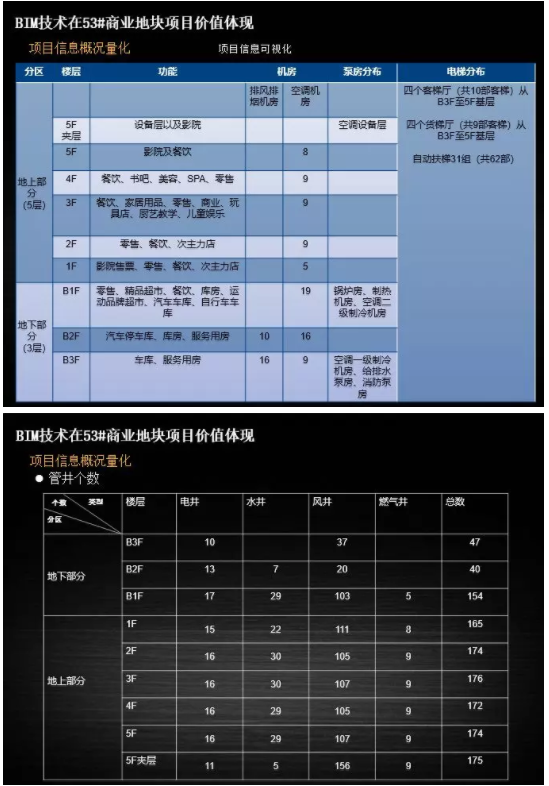 BIM技术在53#商业地块项目价值体现
项目信息概况量化 项目信息可视化
分区 楼层 功能 机房 泵房分布 电梯分布
排风排烟机房 空调机房 四个客梯厅（共10部客梯）从B3F至5F基层
5F夹层 设备层以及影院 空调设备层 四个货梯厅（共9部客梯）从B3F至5F基层
5F 影院及餐饮 8 自动扶梯31组（共62部）
地上部分(5层)
4F 餐饮、书吧、美容、SPA、零售 9
3F 餐饮、家居用品、零售、商业、玩具店、厨艺教学、儿童娱乐 9
2F 零售、餐饮、次主力店 9
1F 影院售票、零售、餐饮、次主力店 5
地下部分(3层)
B1F 零售、精品超市、餐饮、库房、运动品牌超市、汽车车库、自行车车库 19 锅炉房、制热机房、空调二级制冷机房
B2F 汽车停车库、库房、服务用房 10 16
B3F 车库、服务用房 16 9 空调一级制冷机房、给排水泵房、消防泵房
BIM技术在53#商业地块项目价值体现
项目信息概况量化
● 管井个数
个数 类型 分区 楼层 电井 水井 风井 燃气井 总数
地下部分
B3F 10 37 47
B2F 13 7 20 40
B1F 17 29 103 5 154
地上部分
1F 15 22 111 8 165
2F 16 30 105 9 174
3F 16 30 107 9 176
4F 16 29 105 9 172
5F 16 29 107 9 174
5F夹层 11 5 156 9 175